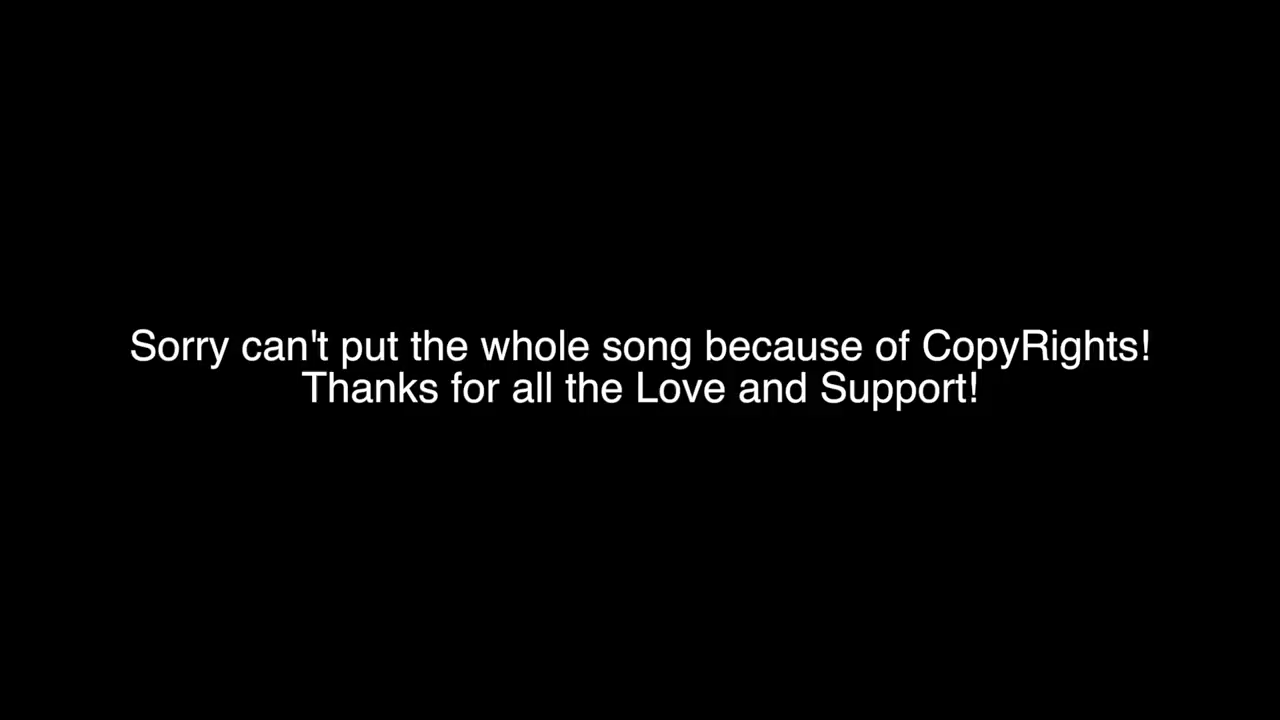 Sorry can't put the whole song because of CopyRights!
Thanks for all the Love and Support!